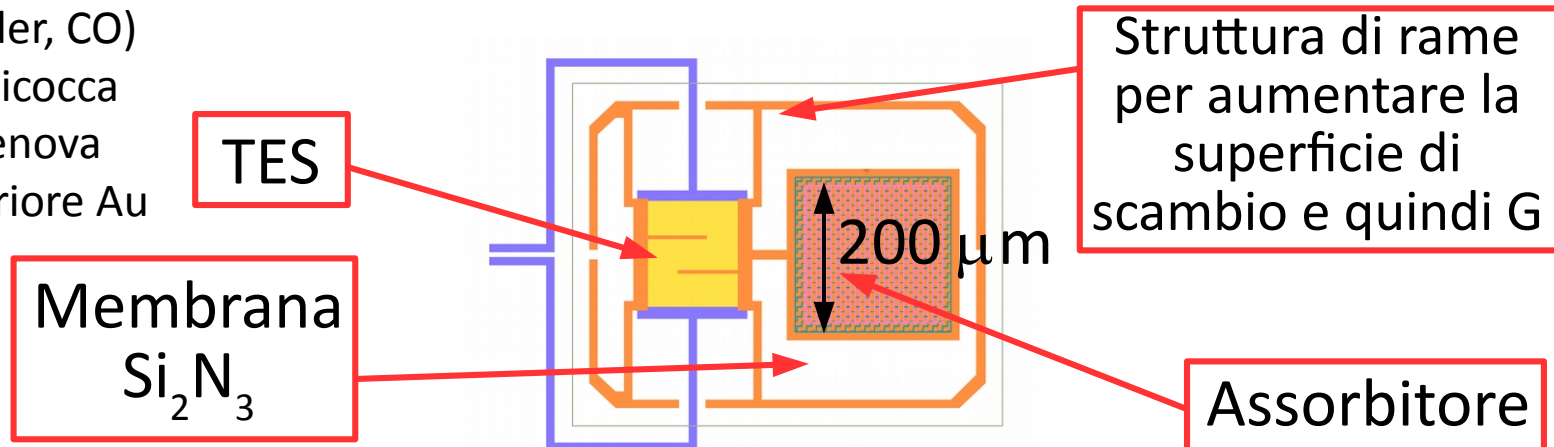 ler, CO)
icocca
enova
riore Au
TES
Membrana
Si₂N₃
200 μm
Struttura di rame
per aumentare la
superficie di
scambio e quindi G
Assorbitore